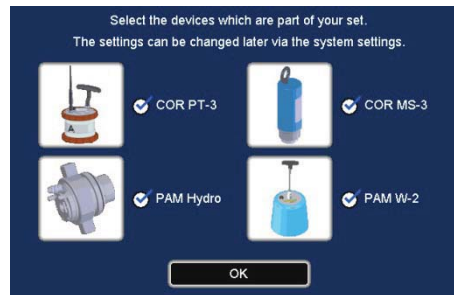 Select the devices which are part of your set.
The settings can be changed later via the system settings.
A
COR PT-3
COR MS-3
PAM Hydro
PAM W-2
OK